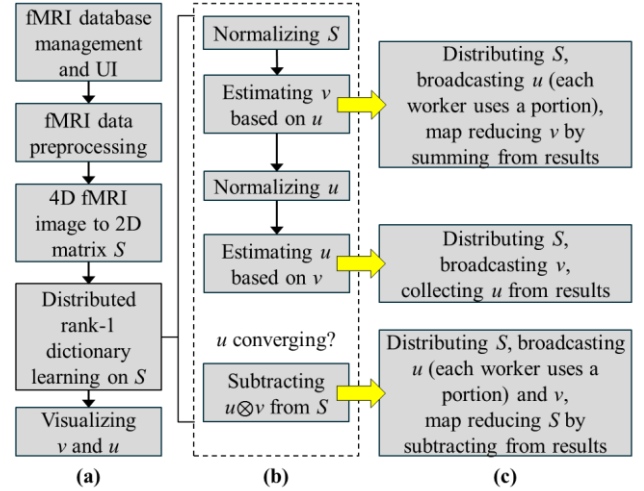 fMRI database
management
and UI
fMRI data
preprocessing
4D fMRI
image to 2D
matrix S
Distributed
rank-1
dictionary
learning on S
Visualizing
v and u
(a)
Normalizing S
Estimating v
based on u
Normalizing u
Estimating u
based on v
u converging?
Subtracting
u⊗v from S
(b)
Distributing S,
broadcasting u (each
worker uses a portion),
map reducing v by
summing from results
Distributing S,
broadcasting v,
collecting u from results
Distributing S, broadcasting
u (each worker uses a
portion) and v,
map reducing S by
subtracting from results
(c)